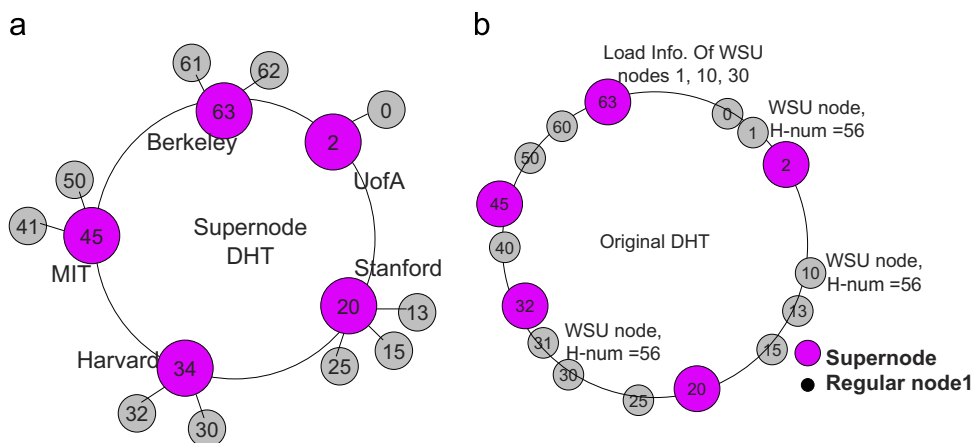 a
61
62
0
63
2
Berkeley
UofA
50
41
45
MIT
Supernode
DHT
Stanford
20
13
15
25
Harvard
34
32
30
b
Load Info. Of WSU
nodes 1, 10, 30
63
0
WSU node,
H-num =56
1
60
2
50
45
40
Original DHT
WSU node,
H-num =56
10
13
32
31
WSU node,
H-num =56
30
15
25
20
Supernode
Regular node1